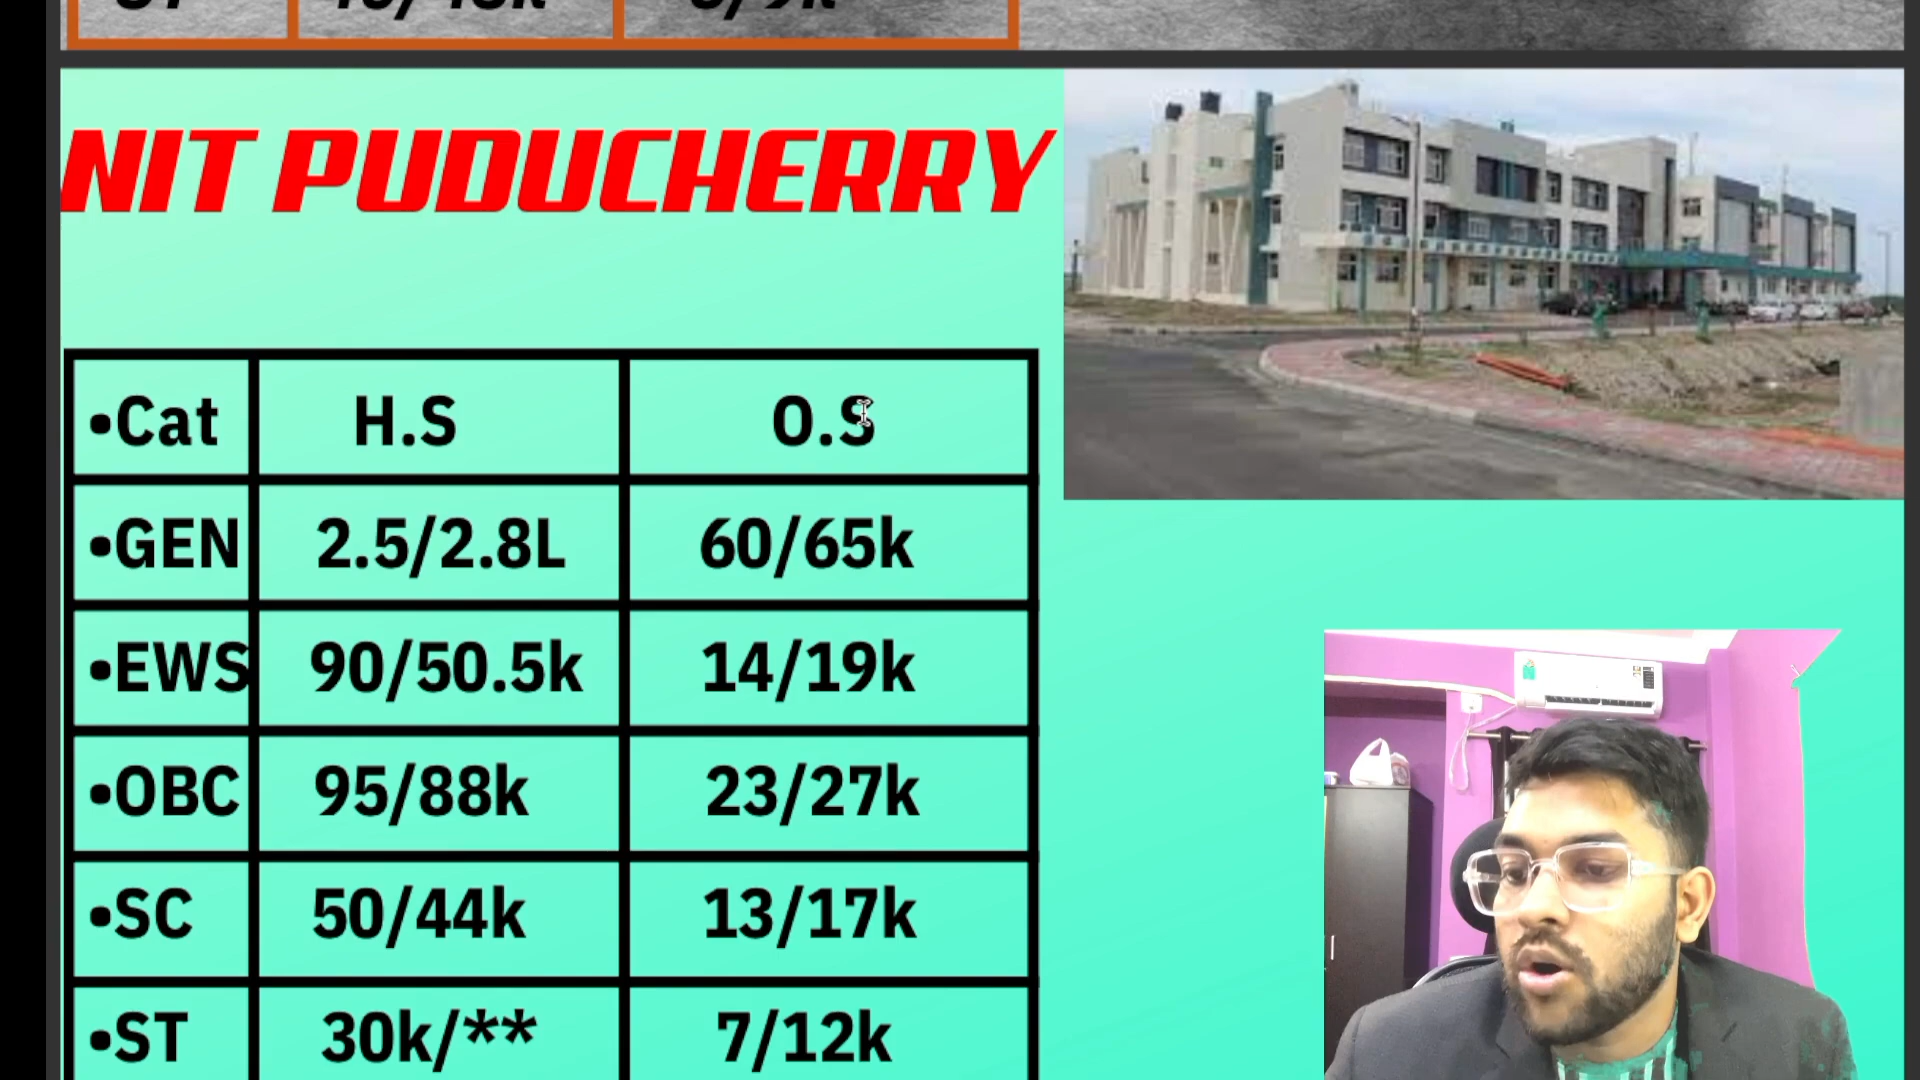 NIT PUDUCHERRY
•Cat H.S O.S
•GEN 2.5/2.8L 60/65k
•EWS 90/50.5k 14/19k
•OBC 95/88k 23/27k
•SC 50/44k 13/17k
•ST 30k/** 7/12k